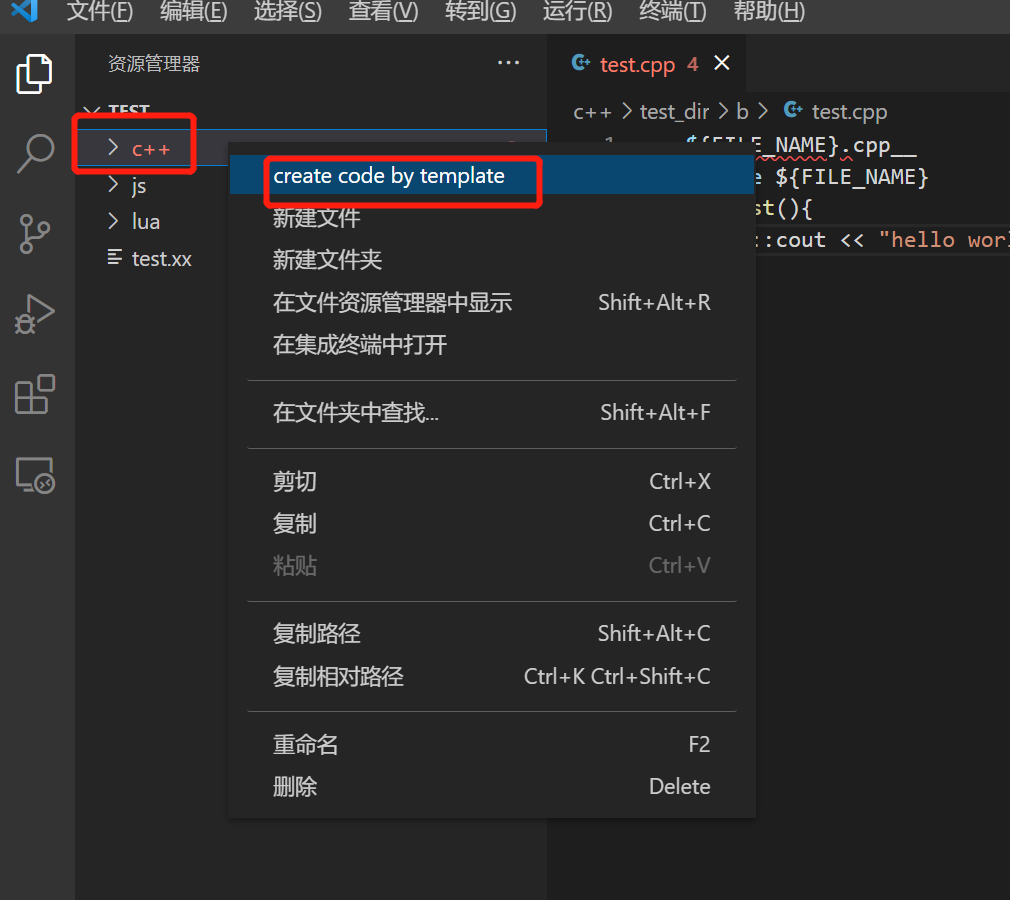 文件(F) 编辑(E) 选择(S) 查看(V) 转到(G) 运行(R) 终端(T) 帮助(H)
资源管理器 ···
test.cpp 4
TEST
c++ > test_dir > b > test.cpp
c++
js
lua
test.xx
${FILE_NAME}.cpp__
${FILE_NAME}
st(){
::cout << "hello wor
create code by template
新建文件
新建文件夹
在文件资源管理器中显示 Shift+Alt+R
在集成终端中打开
在文件夹中查找... Shift+Alt+F
剪切 Ctrl+X
复制 Ctrl+C
粘贴 Ctrl+V
复制路径 Shift+Alt+C
复制相对路径 Ctrl+K Ctrl+Shift+C
重命名 F2
删除 Delete